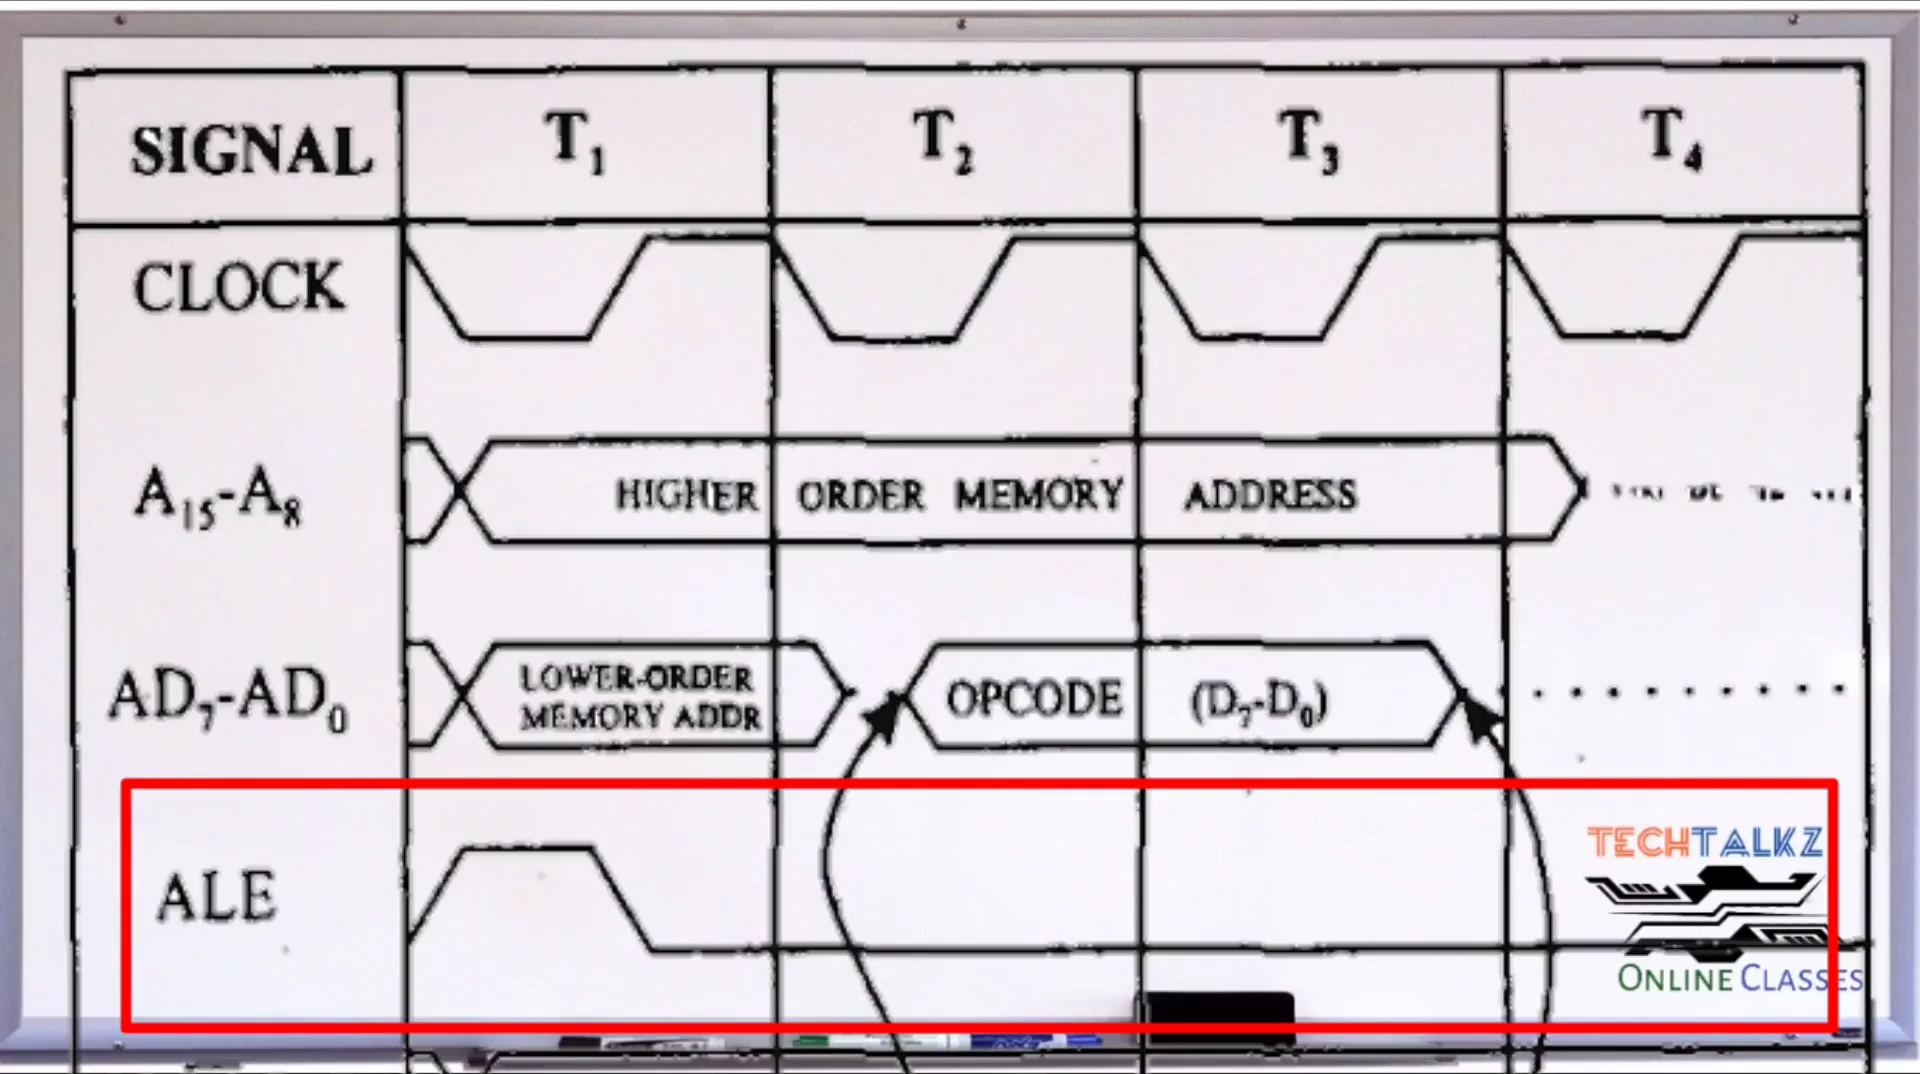 SIGNAL T1 T2 T3 T4
CLOCK
A15-A8 HIGHER ORDER MEMORY ADDRESS
AD7-AD0 LOWER-ORDER MEMORY ADDR OPCODE (D7-D0)
ALE
TECHTALKZ
ONLINE CLASSES